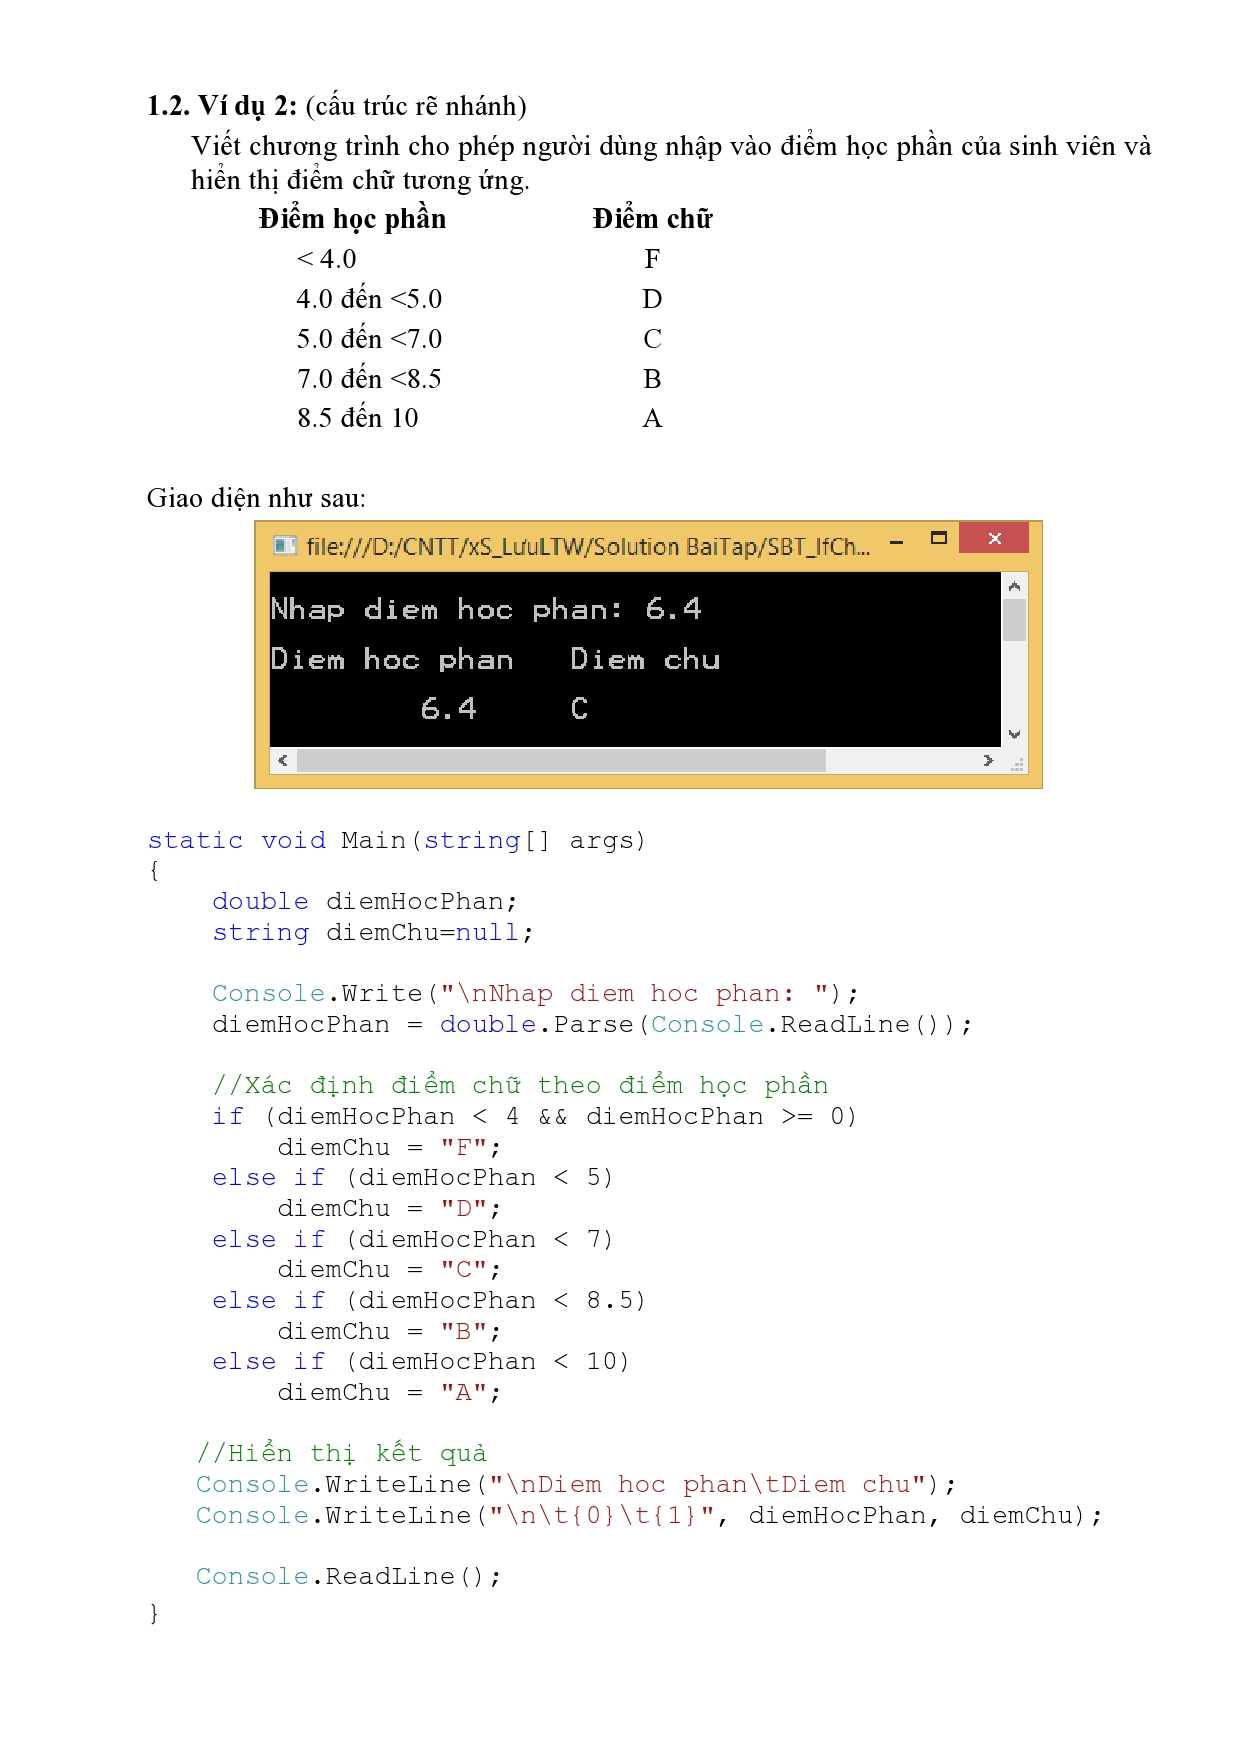 1.2. Ví dụ 2: (cấu trúc rẽ nhánh)
Viết chương trình cho phép người dùng nhập vào điểm học phần của sinh viên và
hiển thị điểm chữ tương ứng.
Điểm học phần Điểm chữ
< 4.0 F
4.0 đến <5.0 D
5.0 đến <7.0 C
7.0 đến <8.5 B
8.5 đến 10 A
Giao diện như sau:
file:///D:/CNTT/xS_LưuLTW/Solution BaiTap/SBT_IfCh...
Nhap diem hoc phan: 6.4
Diem hoc phan Diem chu
6.4 C
static void Main(string[] args)
{
double diemHocPhan;
string diemChu=null;
Console.Write("\nNhap diem hoc phan: ");
diemHocPhan = double.Parse(Console.ReadLine());
//Xác định điểm chữ theo điểm học phần
if (diemHocPhan < 4 && diemHocPhan >= 0)
diemChu = "F";
else if (diemHocPhan < 5)
diemChu = "D";
else if (diemHocPhan < 7)
diemChu = "C";
else if (diemHocPhan < 8.5)
diemChu = "B";
else if (diemHocPhan < 10)
diemChu = "A";
//Hiển thị kết quả
Console.WriteLine("\nDiem hoc phan\tDiem chu");
Console.WriteLine("\n\t{0}\t{1}", diemHocPhan, diemChu);
Console.ReadLine();
}